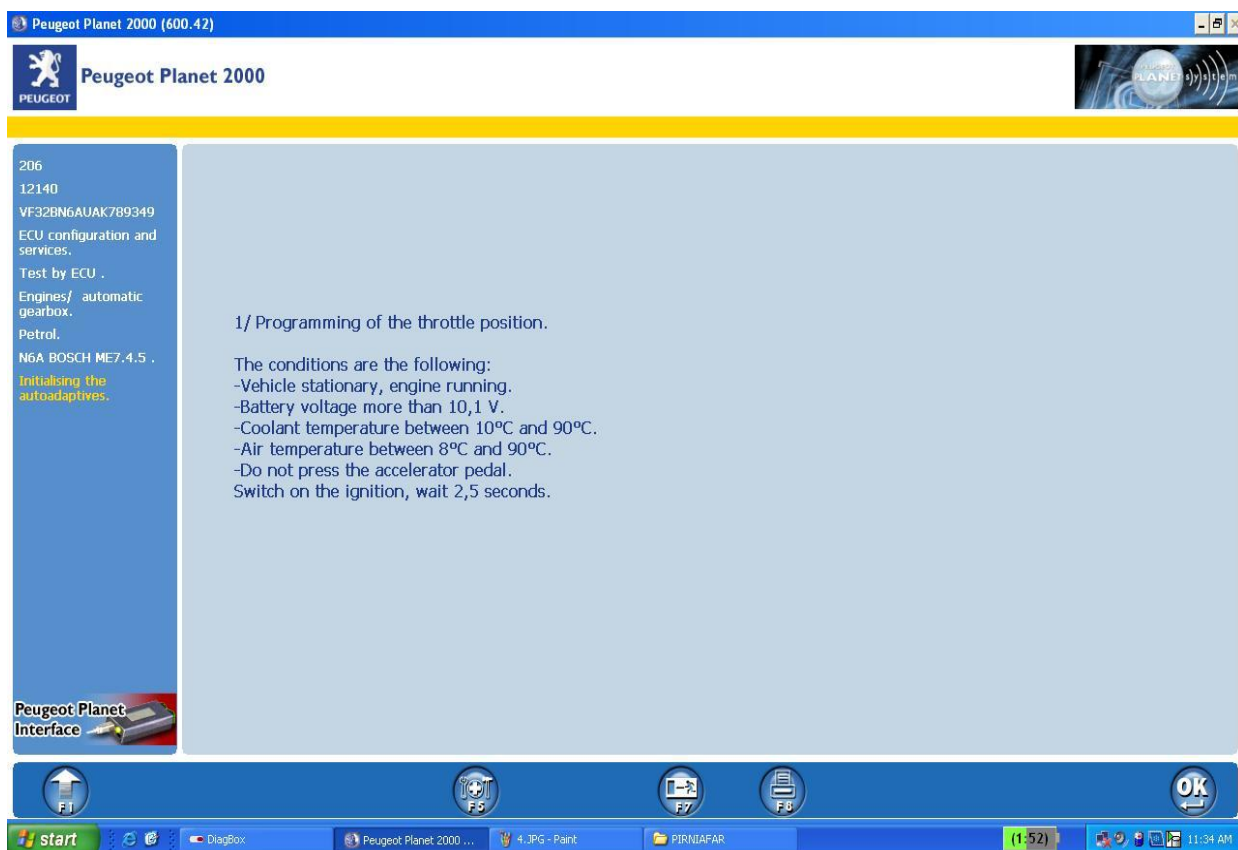 Peugeot Planet 2000 (600.42)
PEUGEOT
Peugeot Planet 2000
PEUGEOT
PLANET system
206
12140
VF32BN6AUAK789349
ECU configuration and
services.
Test by ECU .
Engines/ automatic
gearbox.
Petrol.
N6A BOSCH ME7.4.5 .
Initialising the
autoadaptives.
1/ Programming of the throttle position.
The conditions are the following:
-Vehicle stationary, engine running.
-Battery voltage more than 10,1 V.
-Coolant temperature between 10ºC and 90ºC.
-Air temperature between 8ºC and 90ºC.
-Do not press the accelerator pedal.
Switch on the ignition, wait 2,5 seconds.
Peugeot Planet
Interface
F1
F5
F7
F8
OK
start
DiagBox
Peugeot Planet 2000 ...
4.JPG - Paint
PIRNIAFAR
(1:52)
11:34 AM